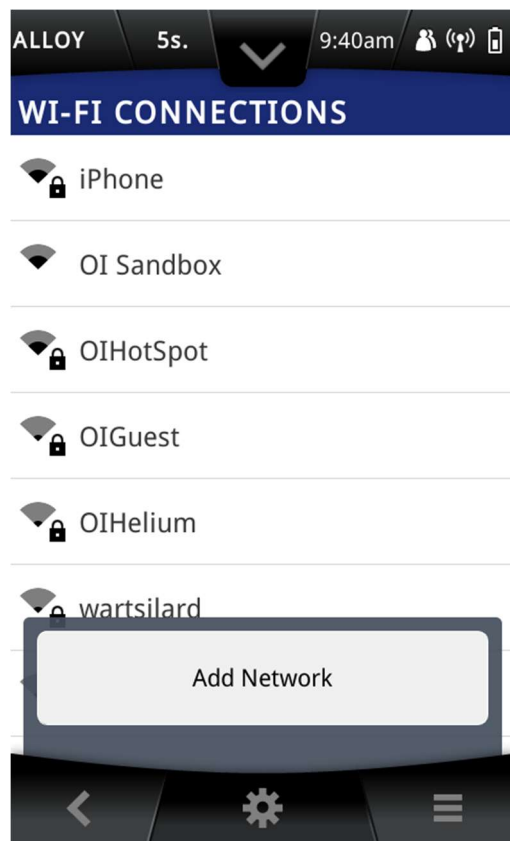 ALLOY 5s. 9:40am
WI-FI CONNECTIONS
iPhone
OI Sandbox
OIHotSpot
OIGuest
OIHelium
wartsilard
Add Network